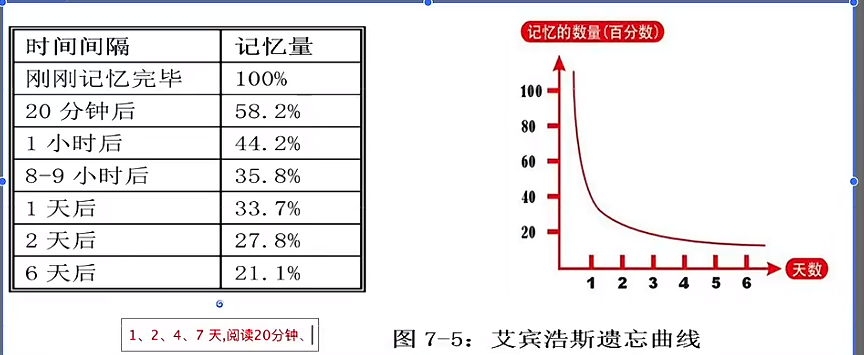 时间间隔 记忆量
刚刚记忆完毕 100%
20 分钟后 58.2%
1 小时后 44.2%
8-9 小时后 35.8%
1 天后 33.7%
2 天后 27.8%
6 天后 21.1%
1、2、4、7 天,阅读20分钟、
记忆的数量(百分数)
100
80
60
40
20
1 2 3 4 5 6
天数
图 7-5: 艾宾浩斯遗忘曲线